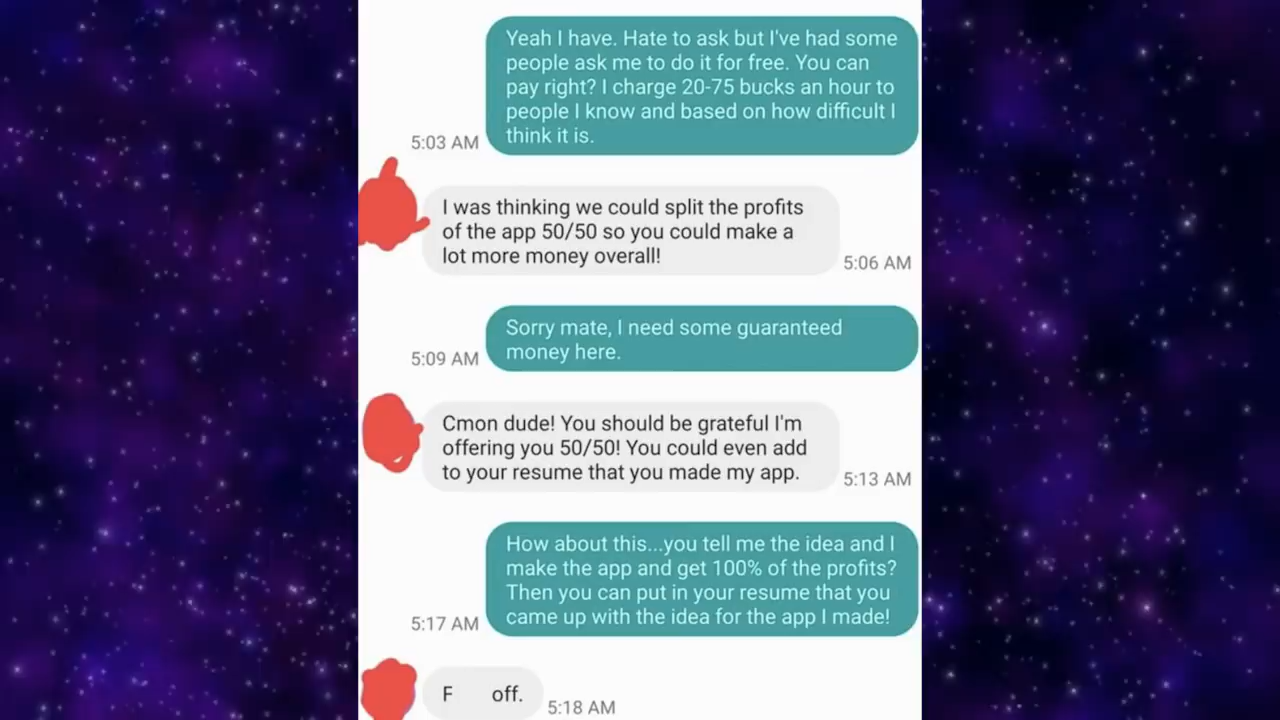 Yeah I have. Hate to ask but I've had some
people ask me to do it for free. You can
pay right? I charge 20-75 bucks an hour to
people I know and based on how difficult I
think it is.
5:03 AM
I was thinking we could split the profits
of the app 50/50 so you could make a
lot more money overall!
5:06 AM
Sorry mate, I need some guaranteed
money here.
5:09 AM
Cmon dude! You should be grateful I'm
offering you 50/50! You could even add
to your resume that you made my app.
5:13 AM
How about this...you tell me the idea and I
make the app and get 100% of the profits?
Then you can put in your resume that you
came up with the idea for the app I made!
5:17 AM
F off.
5:18 AM